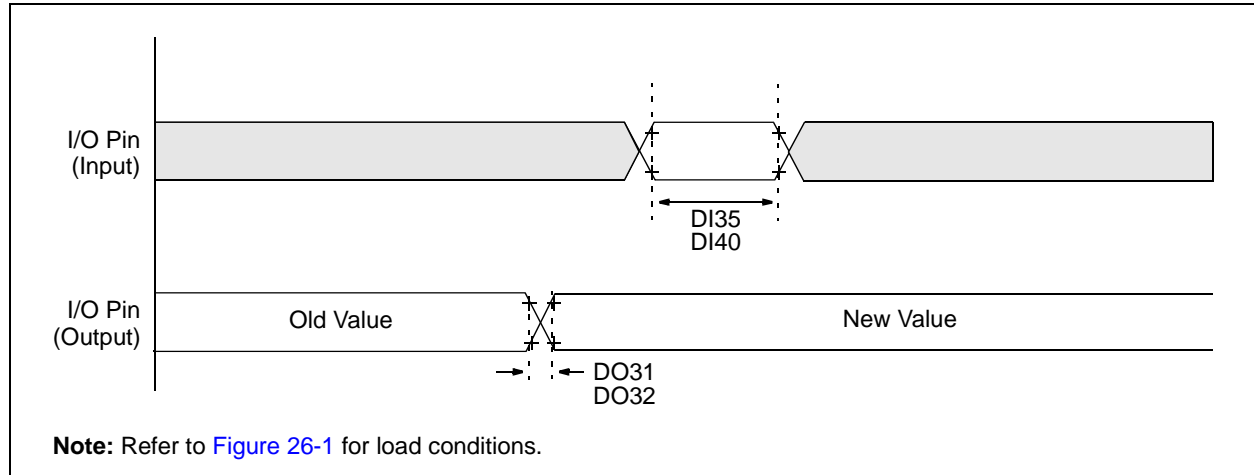 I/O Pin
(Input)
DI35
DI40
I/O Pin
(Output)
Old Value
New Value
DO31
DO32
Note: Refer to Figure 26-1 for load conditions.